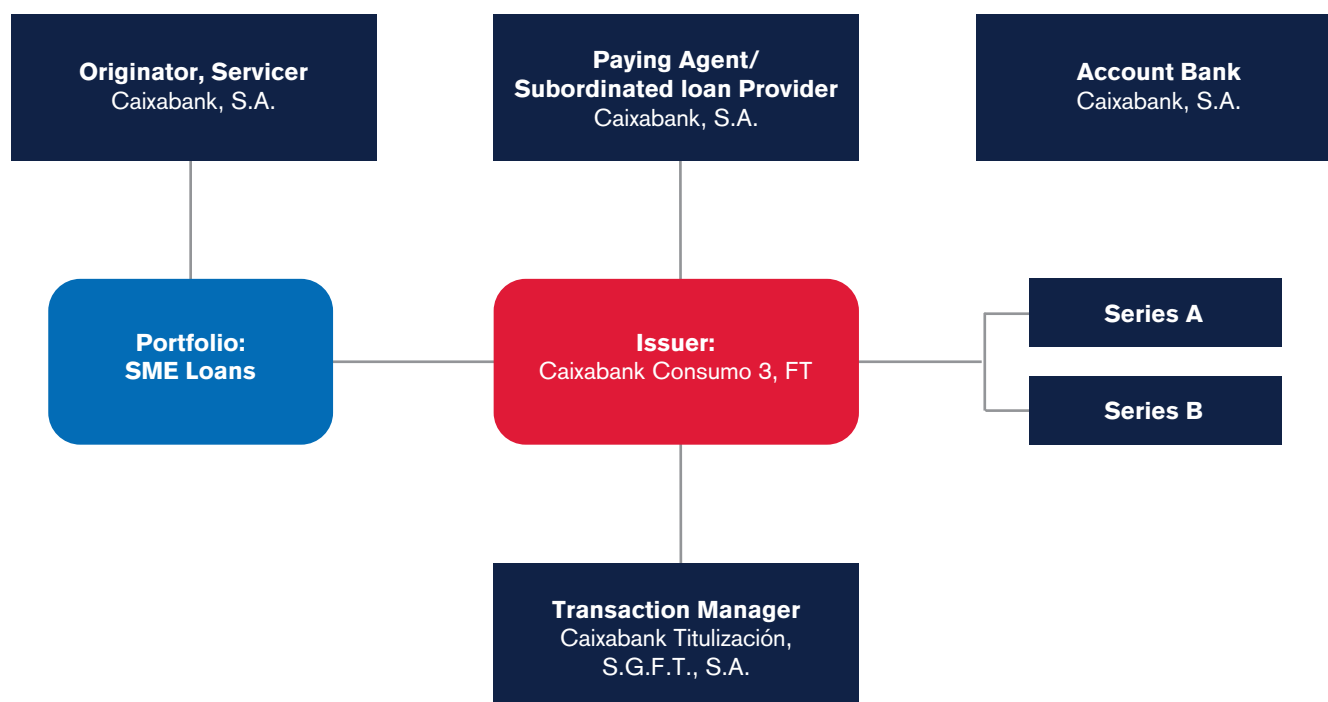 Originator, Servicer
Caixabank, S.A.
Paying Agent/
Subordinated loan Provider
Caixabank, S.A.
Account Bank
Caixabank, S.A.
Portfolio:
SME Loans
Issuer:
Caixabank Consumo 3, FT
Series A
Series B
Transaction Manager
Caixabank Titulización,
S.G.F.T., S.A.